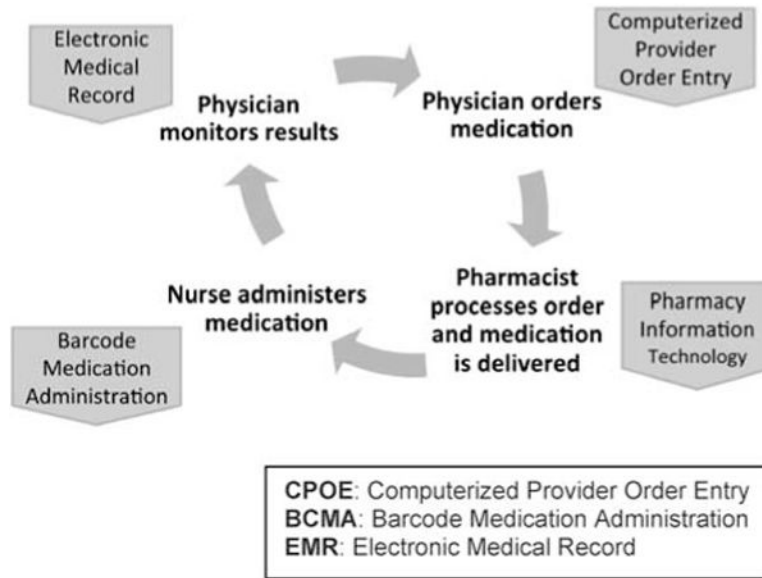 Electronic
Medical
Record
Physician
monitors results
Computerized
Provider
Order Entry
Physician orders
medication
Pharmacist
processes order
and medication
is delivered
Pharmacy
Information
Technology
Nurse administers
medication
Barcode
Medication
Administration
CPOE: Computerized Provider Order Entry
BCMA: Barcode Medication Administration
EMR: Electronic Medical Record